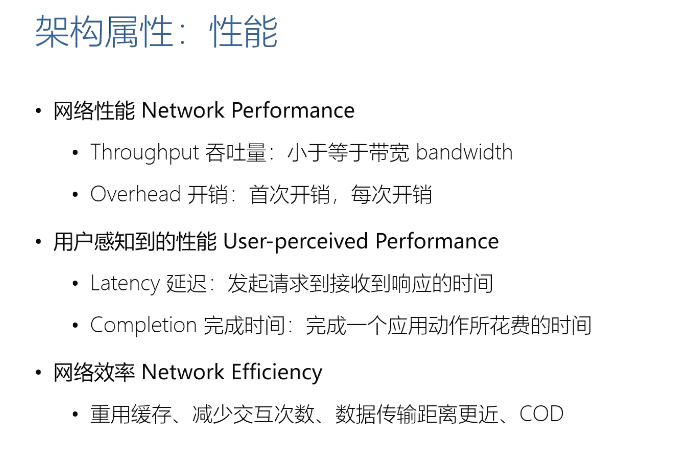 架构属性：性能
• 网络性能 Network Performance
• Throughput 吞吐量：小于等于带宽 bandwidth
• Overhead 开销：首次开销，每次开销
• 用户感知到的性能 User-perceived Performance
• Latency 延迟：发起请求到接收到响应的时间
• Completion 完成时间：完成一个应用动作所花费的时间
• 网络效率 Network Efficiency
• 重用缓存、减少交互次数、数据传输距离更近、COD